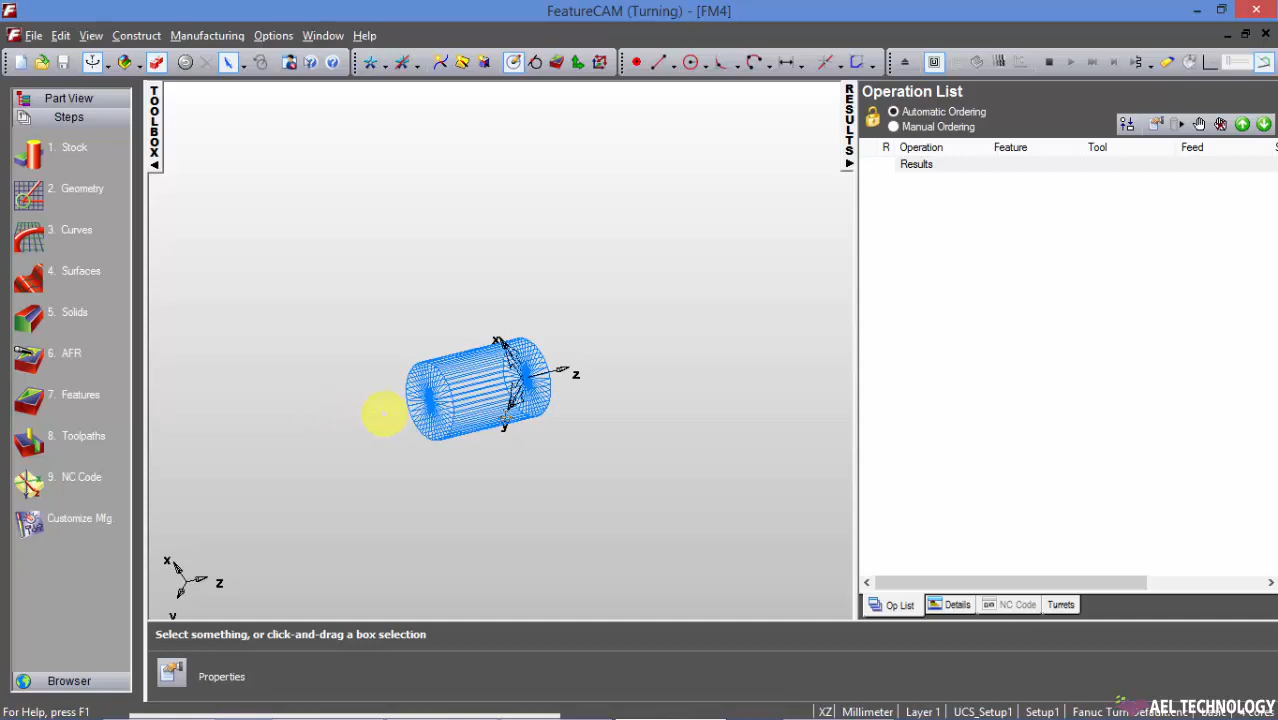 FeatureCAM (Turning) - [FM4]
File Edit View Construct Manufacturing Options Window Help
Part View
Steps
1. Stock
2. Geometry
3. Curves
4. Surfaces
5. Solids
6. AFR
7. Features
8. Toolpaths
9. NC Code
Customize Mfg.
Browser
TOOLBOX
RESULTS
x
z
y
x
z
y
Operation List
Automatic Ordering
Manual Ordering
R Operation Feature Tool Feed S
Results
Op List Details NC Code Turrets
Select something, or click-and-drag a box selection
Properties
For Help, press F1
XZ Millimeter Layer 1 UCS_Setup1 Setup1
AEL TECHNOLOGY